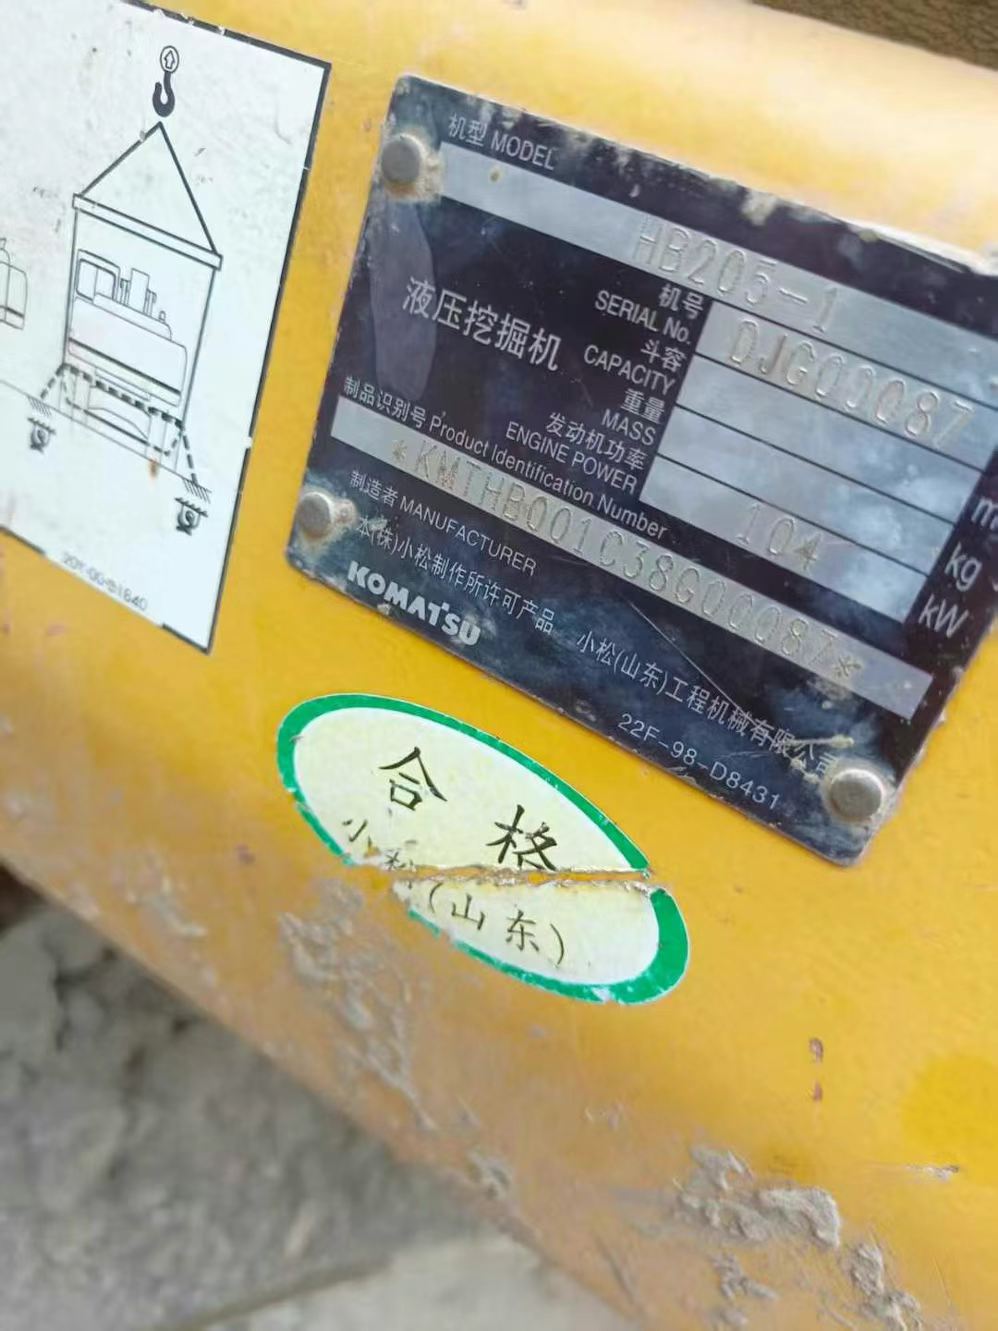 机型 MODEL
HB205-1
液压挖掘机
机号
SERIAL No.
DJG00087
斗容
CAPACITY
重量
MASS
kg
发动机功率
ENGINE POWER
104
kW
制品识别号 Product Identification Number
*KMTHB001C38G00087*
制造者 MANUFACTURER
本(株)小松制作所许可产品 小松(山东)工程机械有限公司
KOMATSU
22F-98-D8431
合格
小松(山东)